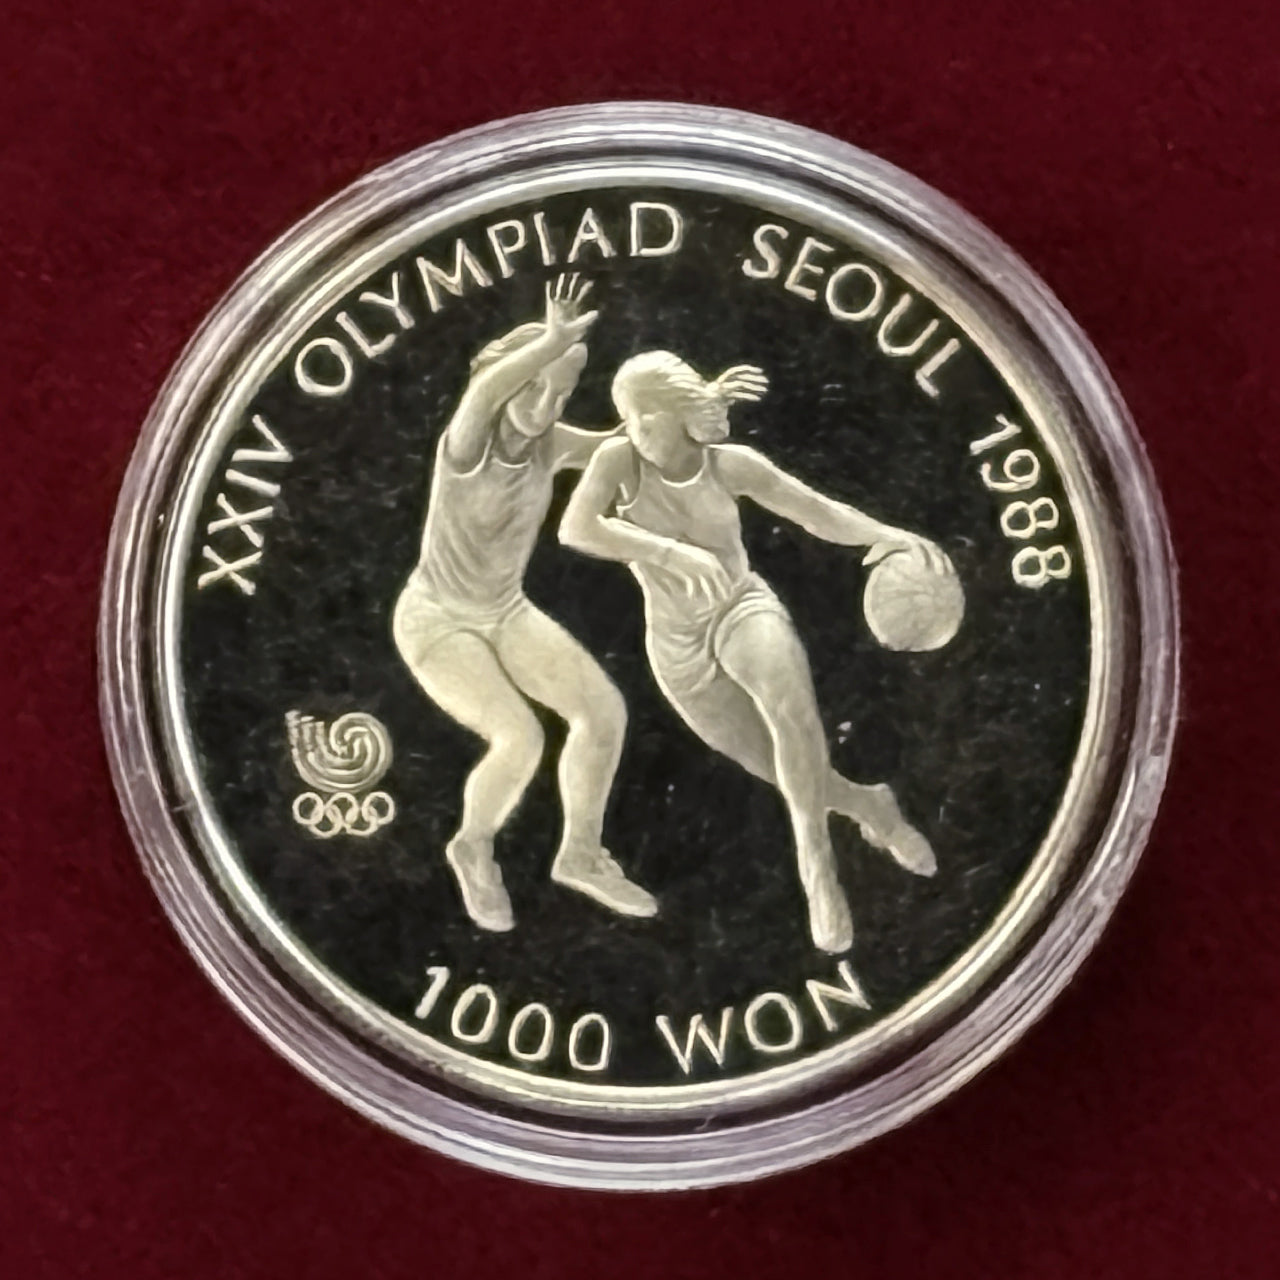 XXIV OLYMPIAD SEOUL 1988
1000 WON